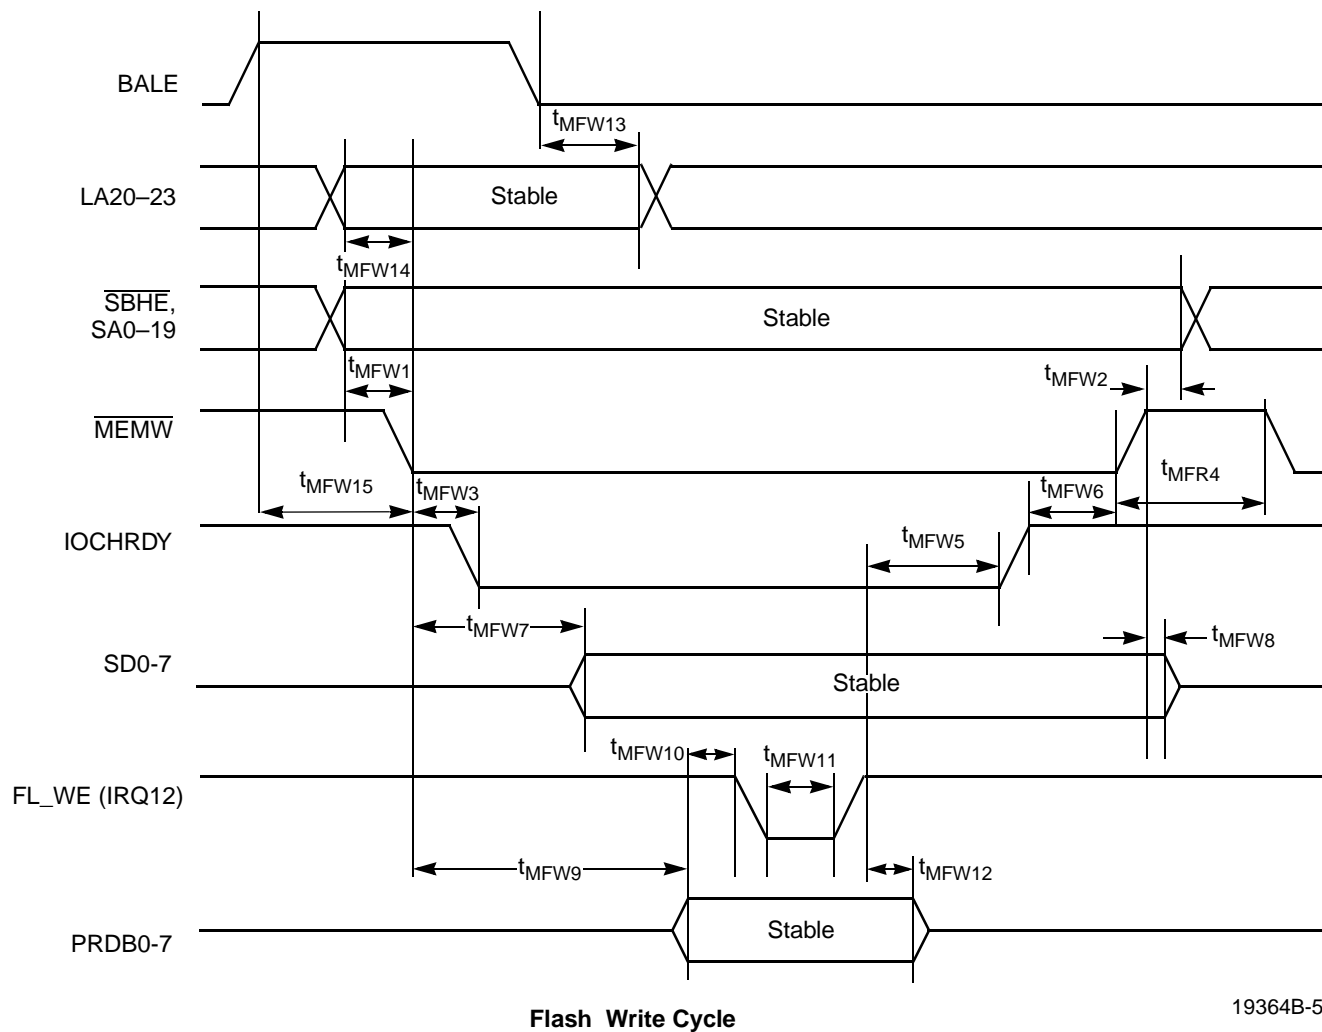 BALE
tMFW13
LA20–23
Stable
tMFW14
SBHE,
SA0–19
Stable
tMFW1
tMFW2
MEMW
tMFW15
tMFW3
tMFW6
tMFR4
IOCHRDY
tMFW5
tMFW7
tMFW8
SD0-7
Stable
tMFW10
tMFW11
FL_WE (IRQ12)
tMFW9
tMFW12
PRDB0-7
Stable
Flash Write Cycle
19364B-5